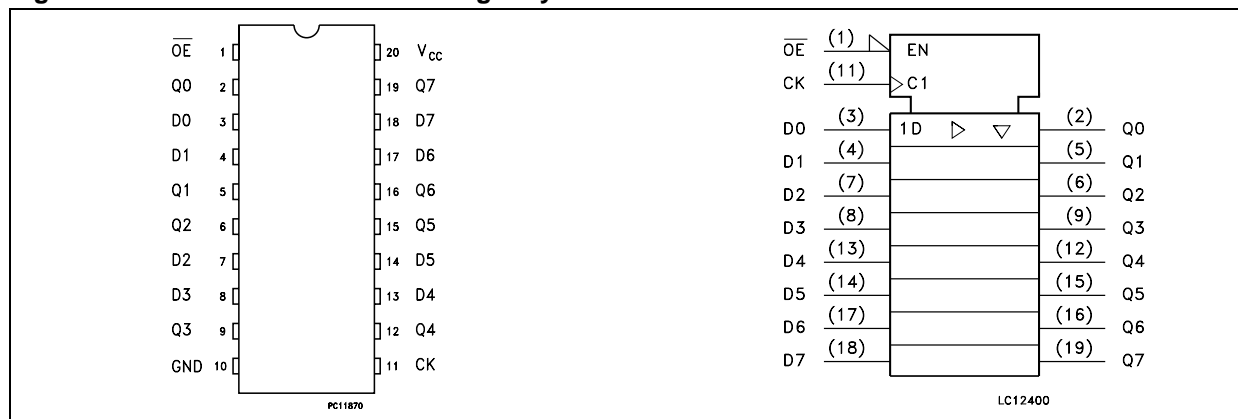 OE 1 20 VCC
Q0 2 19 Q7
D0 3 18 D7
D1 4 17 D6
Q1 5 16 Q6
Q2 6 15 Q5
D2 7 14 D5
D3 8 13 D4
Q3 9 12 Q4
GND 10 11 CK
PC11870
OE (1) EN
CK (11) C1
D0 (3) 1D (2) Q0
D1 (4) (5) Q1
D2 (7) (6) Q2
D3 (8) (9) Q3
D4 (13) (12) Q4
D5 (14) (15) Q5
D6 (17) (16) Q6
D7 (18) (19) Q7
LC12400